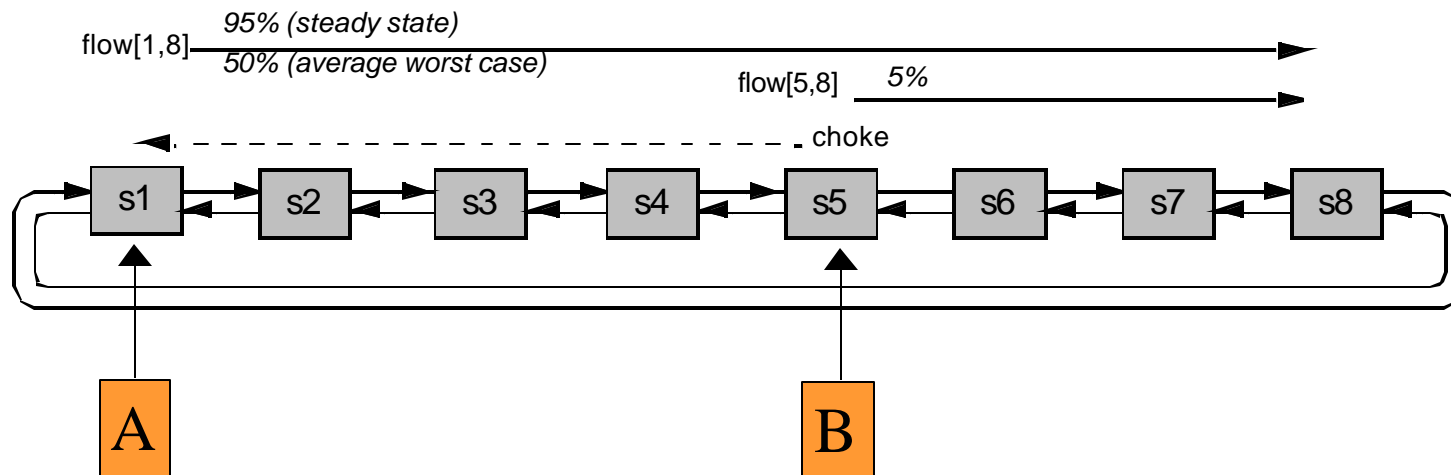 95% (steady state)
flow[1,8]
50% (average worst case)
flow[5,8]
5%
choke
s1
s2
s3
s4
s5
s6
s7
s8
A
B